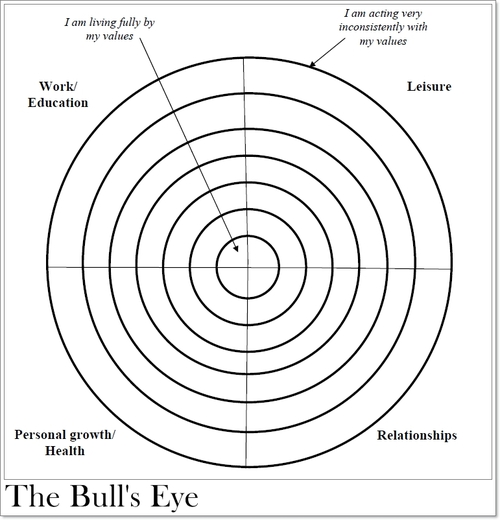 I am living fully by
my values
I am acting very
inconsistently with
my values
Work/
Education
Leisure
Personal growth/
Health
Relationships
The Bull's Eye